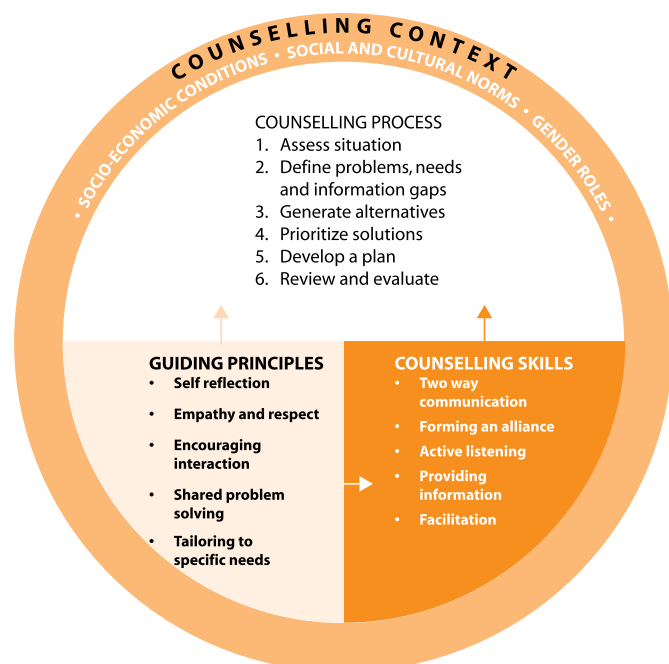 COUNSELLING CONTEXT
• SOCIO-ECONOMIC CONDITIONS • SOCIAL AND CULTURAL NORMS • GENDER ROLES •
COUNSELLING PROCESS
1. Assess situation
2. Define problems, needs
and information gaps
3. Generate alternatives
4. Prioritize solutions
5. Develop a plan
6. Review and evaluate
GUIDING PRINCIPLES
• Self reflection
• Empathy and respect
• Encouraging
interaction
• Shared problem
solving
• Tailoring to
specific needs
COUNSELLING SKILLS
• Two way
communication
• Forming an alliance
• Active listening
• Providing
information
• Facilitation